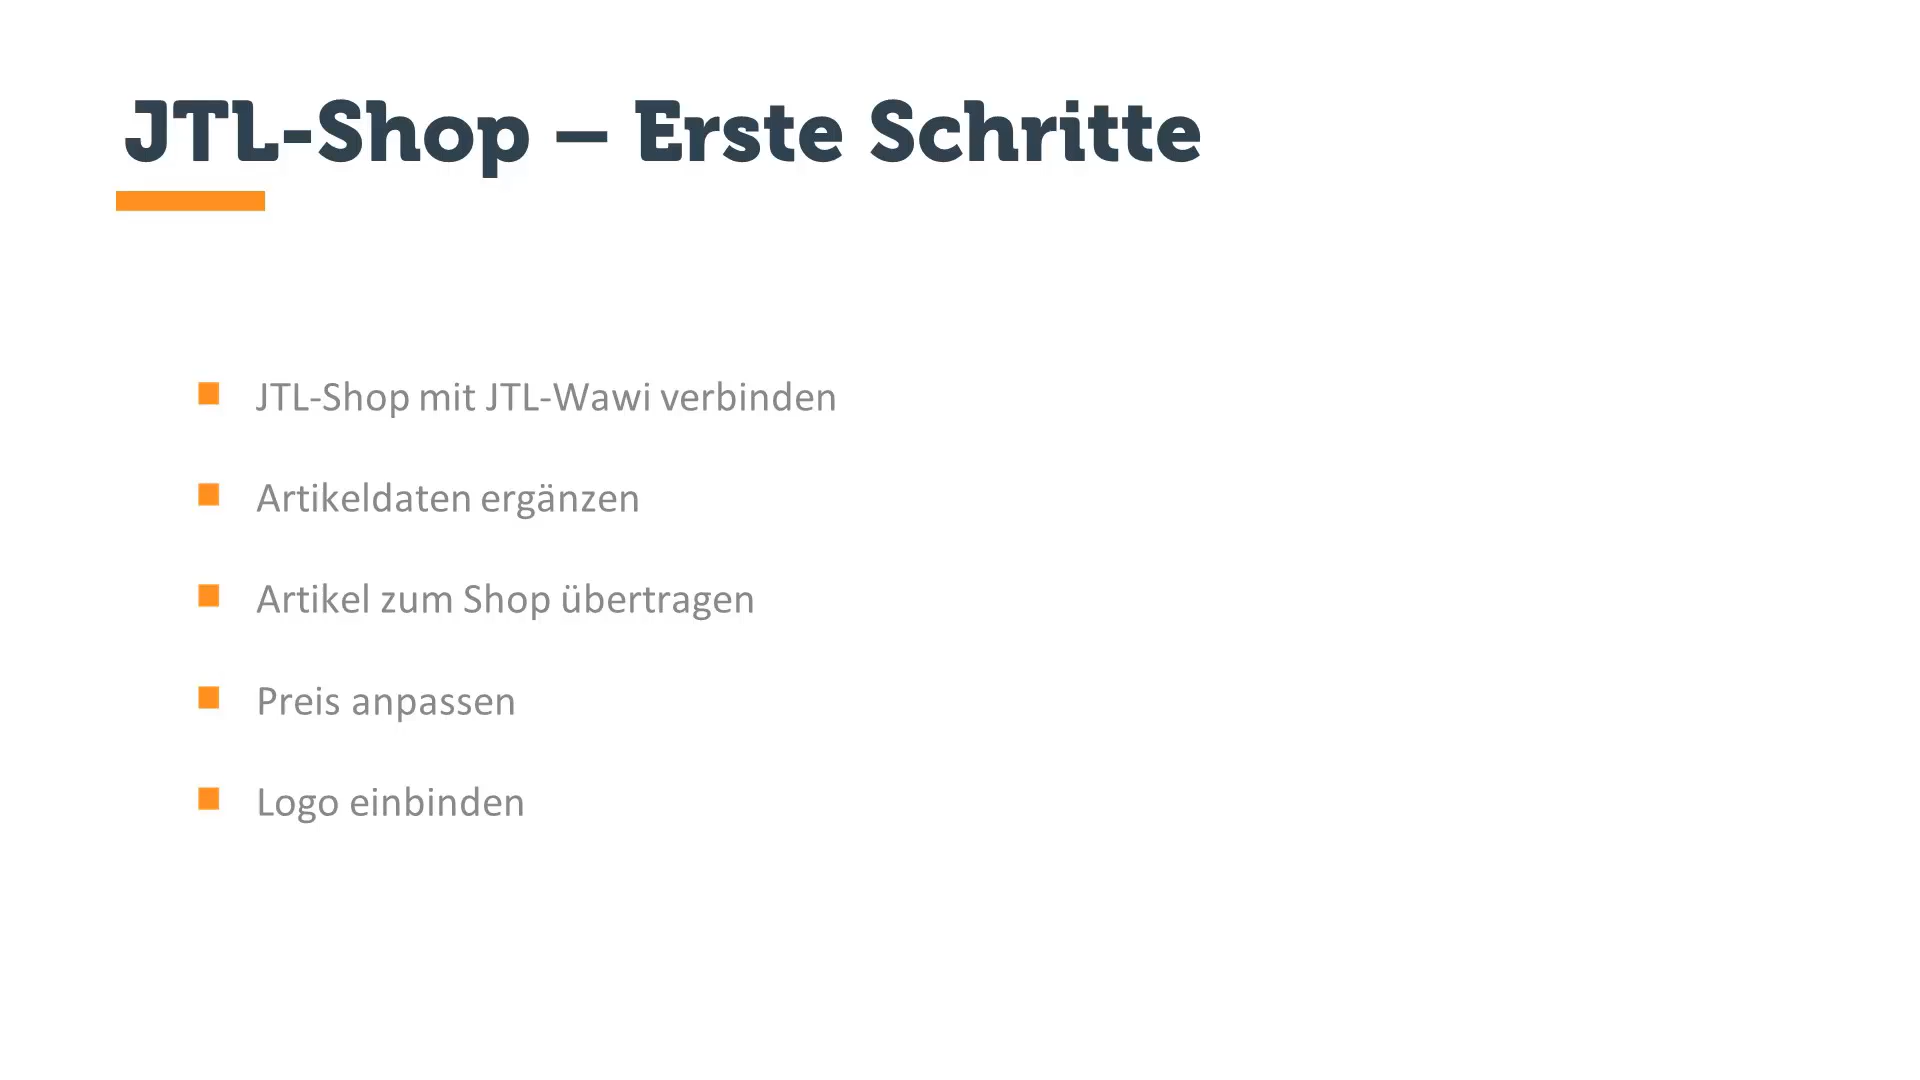 JTL-Shop – Erste Schritte
JTL-Shop mit JTL-Wawi verbinden
Artikeldaten ergänzen
Artikel zum Shop übertragen
Preis anpassen
Logo einbinden